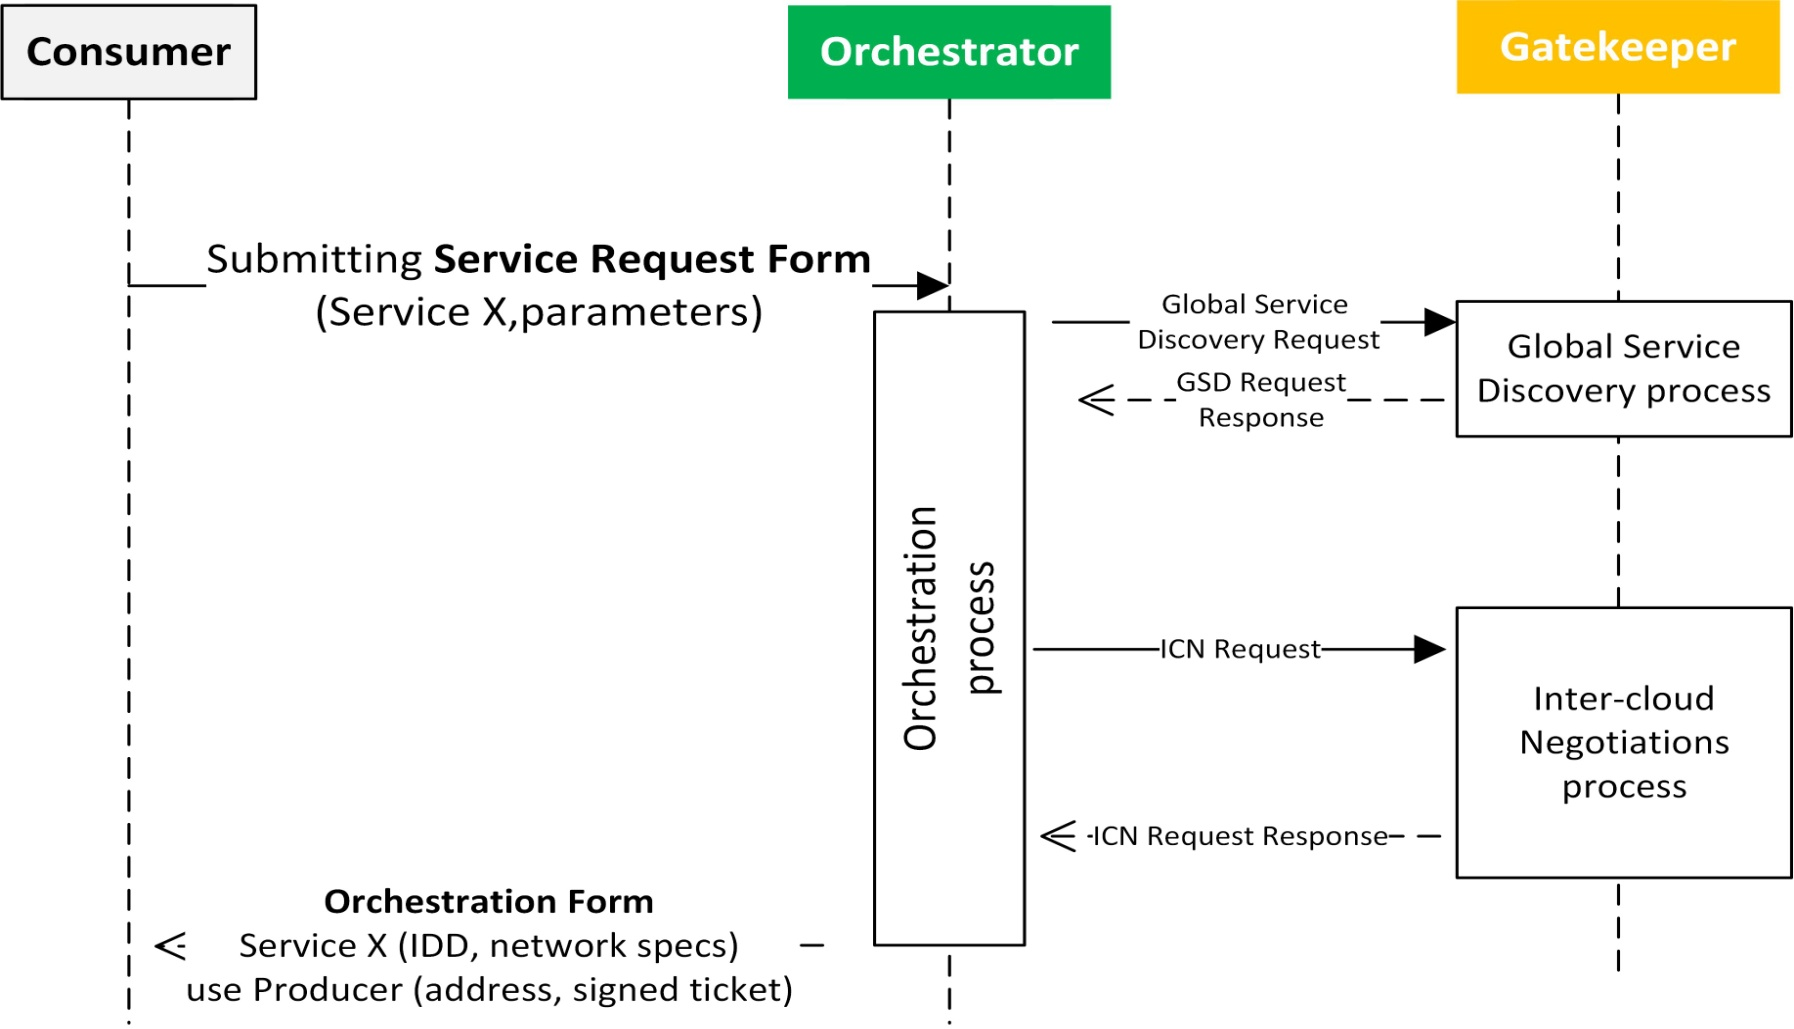 Consumer
Orchestrator
Gatekeeper
Submitting Service Request Form
(Service X,parameters)
Global Service
Discovery Request
GSD Request
Response
Global Service
Discovery process
Orchestration
process
ICN Request
Inter-cloud
Negotiations
process
ICN Request Response
Orchestration Form
Service X (IDD, network specs)
use Producer (address, signed ticket)